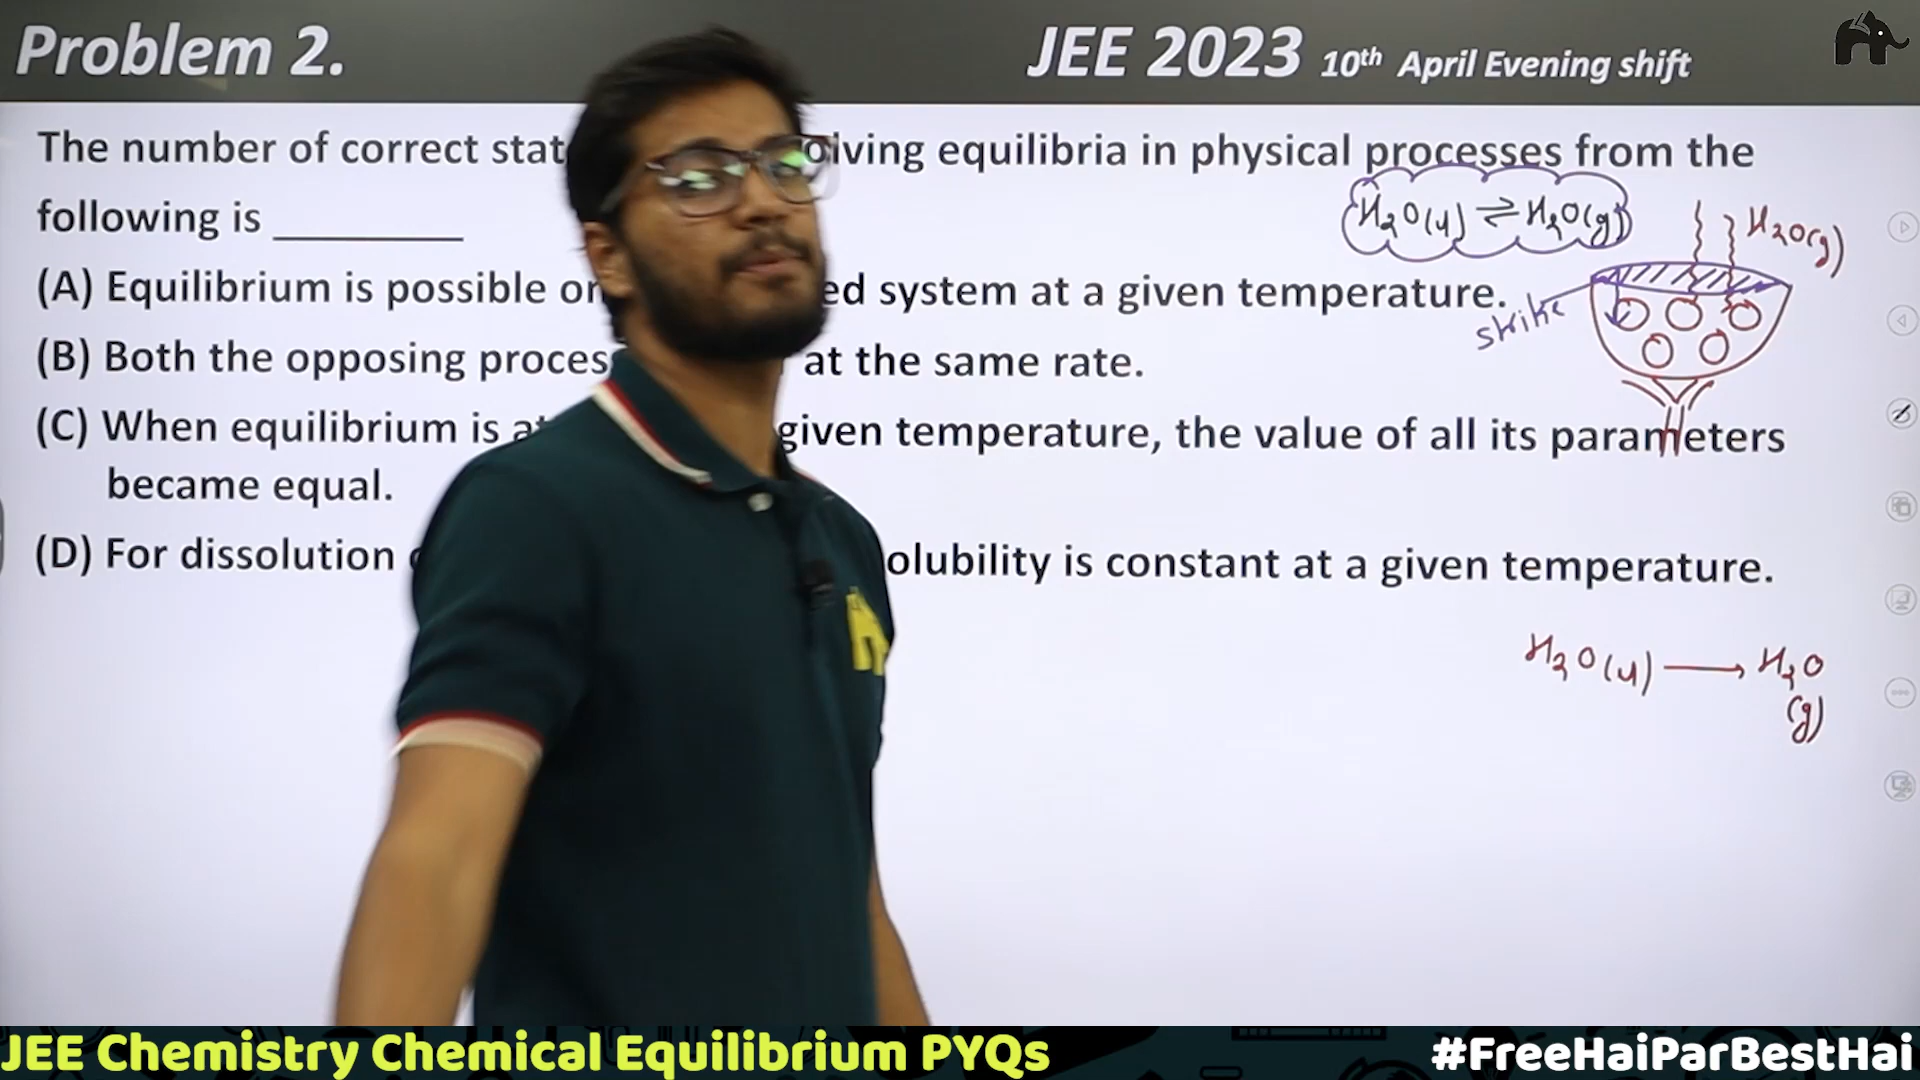 Problem 2.
JEE 2023 10th April Evening shift
The number of correct stat olving equilibria in physical processes from the
following is ________
H2O(l) ⇌ H2O(g)
H2O(g)
(A) Equilibrium is possible on ed system at a given temperature.
strike
(B) Both the opposing proces at the same rate.
(C) When equilibrium is at given temperature, the value of all its parameters
became equal.
(D) For dissolution olubility is constant at a given temperature.
H2O(l) → H2O
(g)
JEE Chemistry Chemical Equilibrium PYQs
#FreeHaiParBestHai